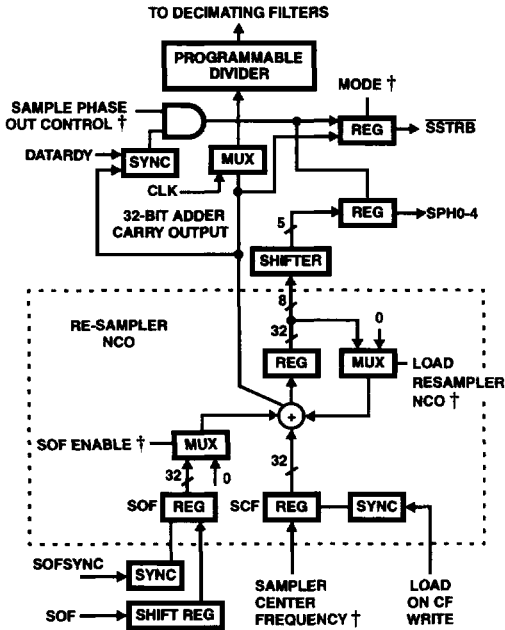 TO DECIMATING FILTERS
PROGRAMMABLE
DIVIDER
MODE †
SAMPLE PHASE
OUT CONTROL †
REG
SSTRB
DATARDY
SYNC
MUX
CLK
32-BIT ADDER
CARRY OUTPUT
5
REG
SPH0-4
SHIFTER
8
RE-SAMPLER
NCO
32
0
REG
MUX
LOAD
RESAMPLER
NCO †
+
SOF ENABLE †
MUX
32
0
32
SOF
REG
SCF
REG
SYNC
SOFSYNC
SYNC
SAMPLER
CENTER
FREQUENCY †
LOAD
ON CF
WRITE
SOF
SHIFT REG